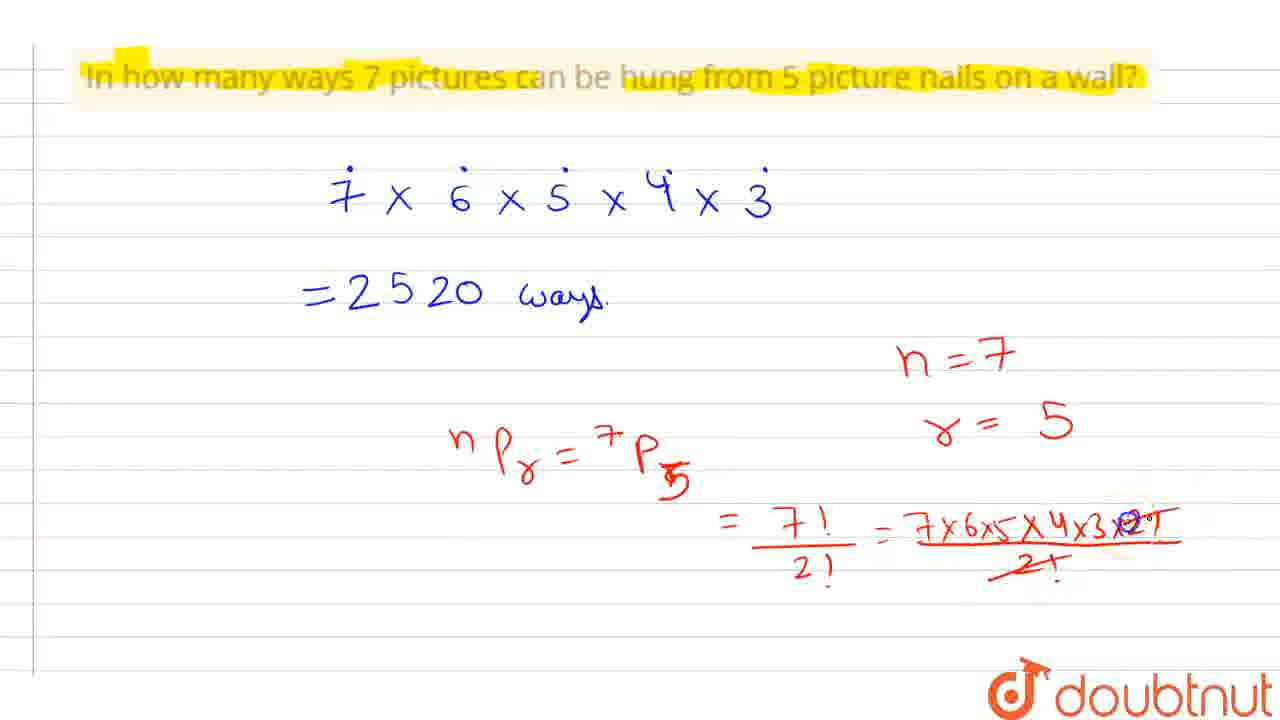 In how many ways 7 pictures can be hung from 5 picture nails on a wall?
7 × 6 × 5 × 4 × 3
= 2520 ways.
n = 7
r = 5
ⁿPᵣ = ⁷P₅
= 7!/2! = 7×6×5×4×3×2!/2!
doubtnut